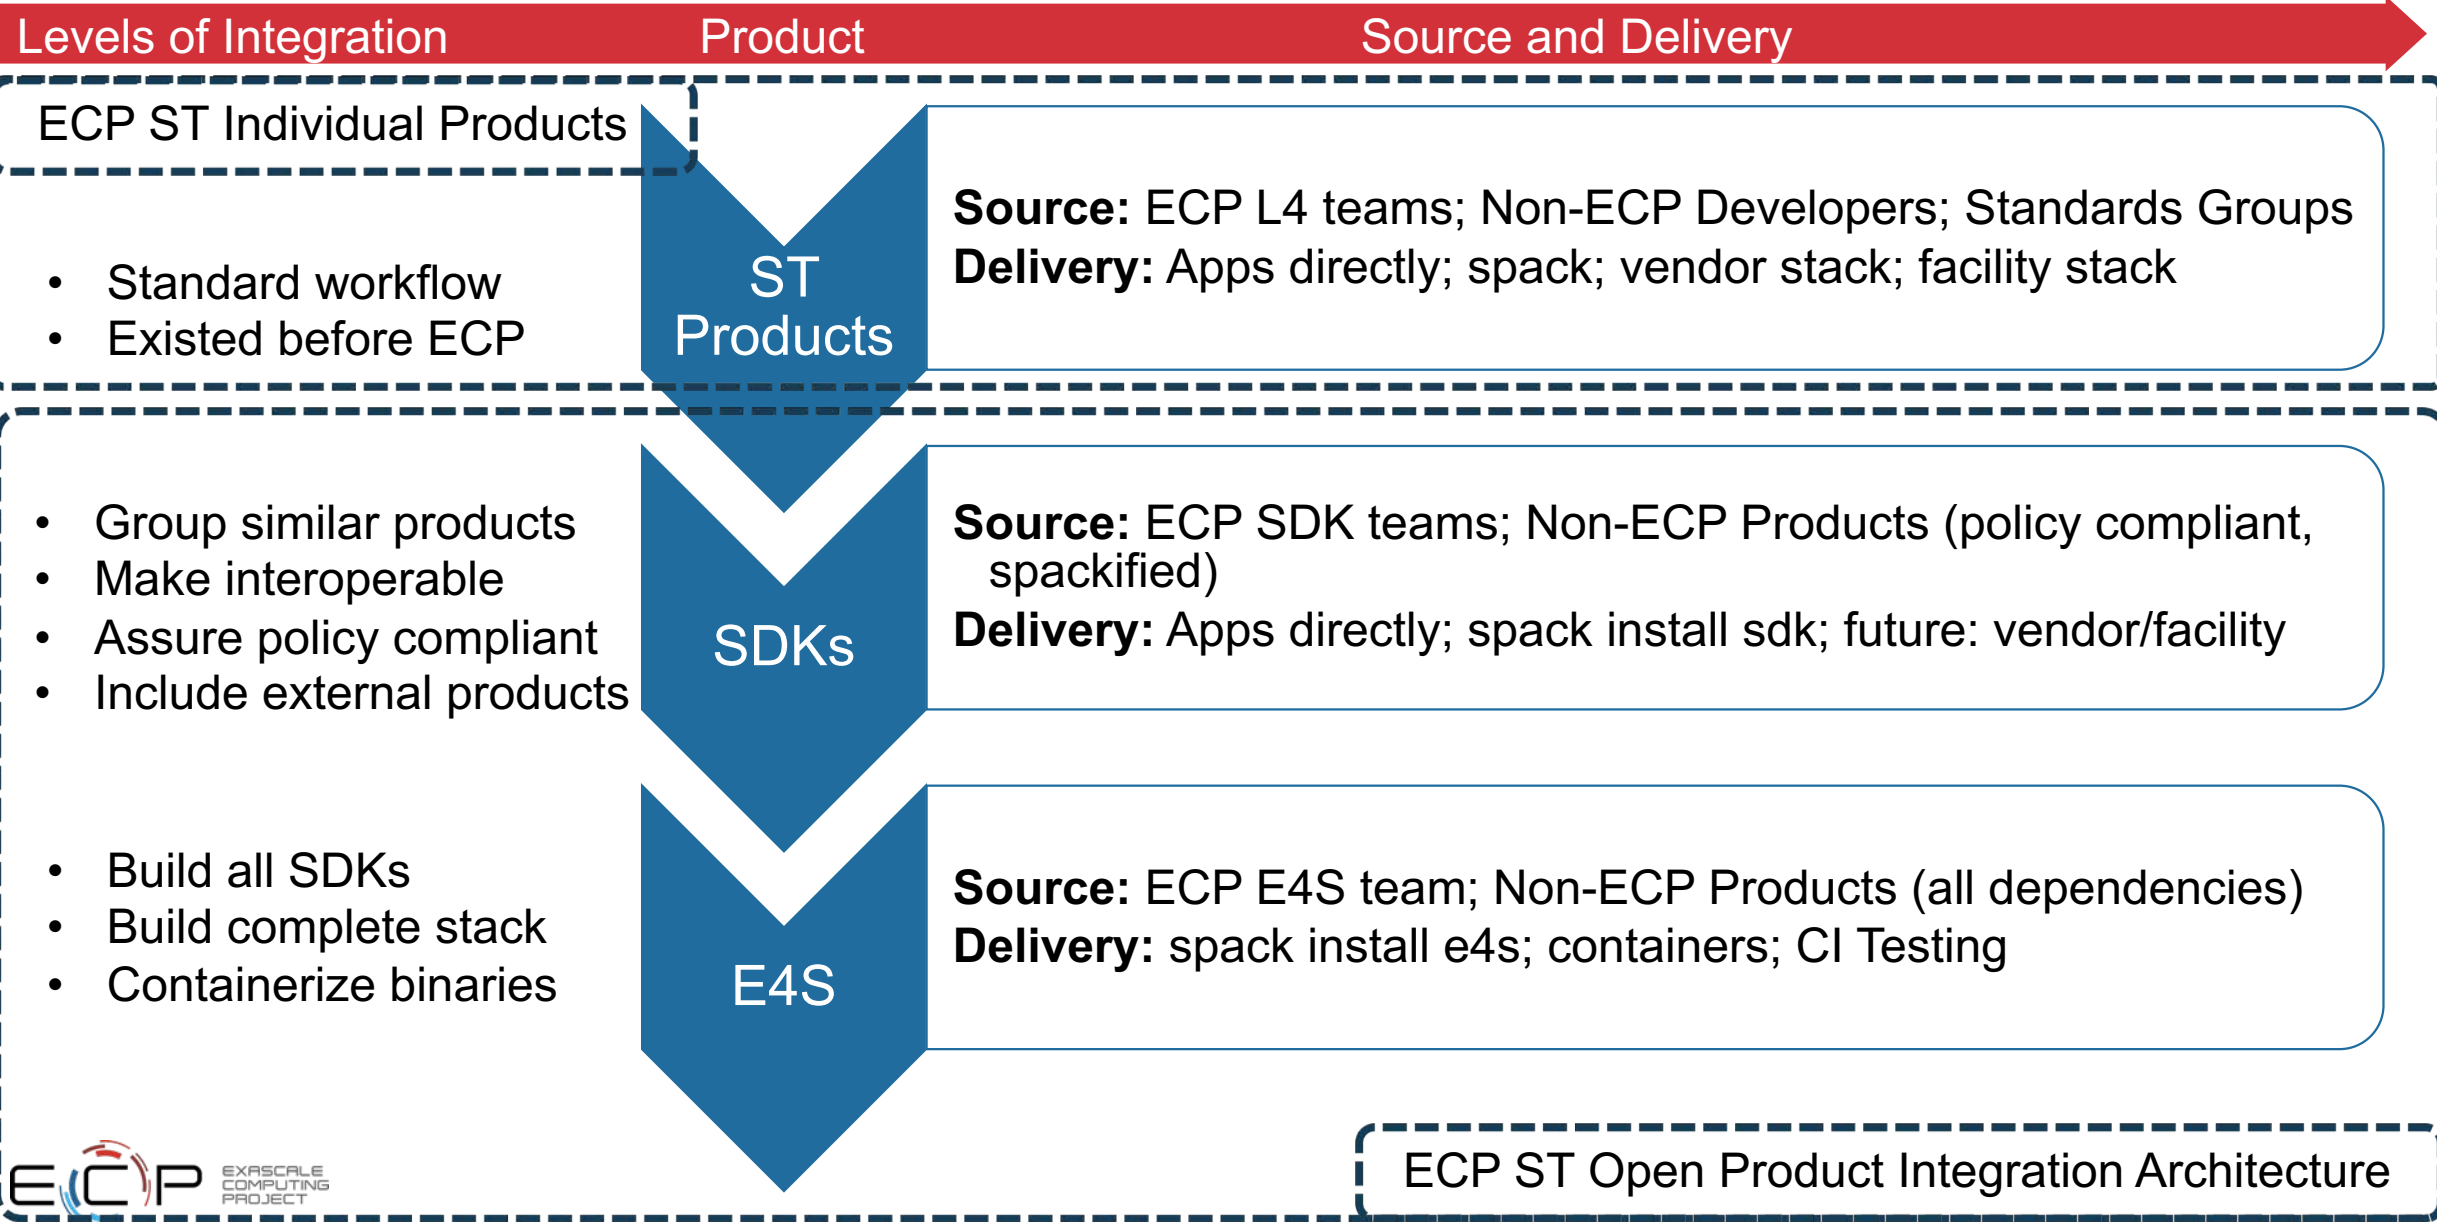 Levels of Integration
Product
Source and Delivery
ECP ST Individual Products
• Standard workflow
• Existed before ECP
ST
Products
Source: ECP L4 teams; Non-ECP Developers; Standards Groups
Delivery: Apps directly; spack; vendor stack; facility stack
• Group similar products
• Make interoperable
• Assure policy compliant
• Include external products
SDKs
Source: ECP SDK teams; Non-ECP Products (policy compliant,
spackified)
Delivery: Apps directly; spack install sdk; future: vendor/facility
• Build all SDKs
• Build complete stack
• Containerize binaries
E4S
Source: ECP E4S team; Non-ECP Products (all dependencies)
Delivery: spack install e4s; containers; CI Testing
ECP
EXASCALE
COMPUTING
PROJECT
ECP ST Open Product Integration Architecture